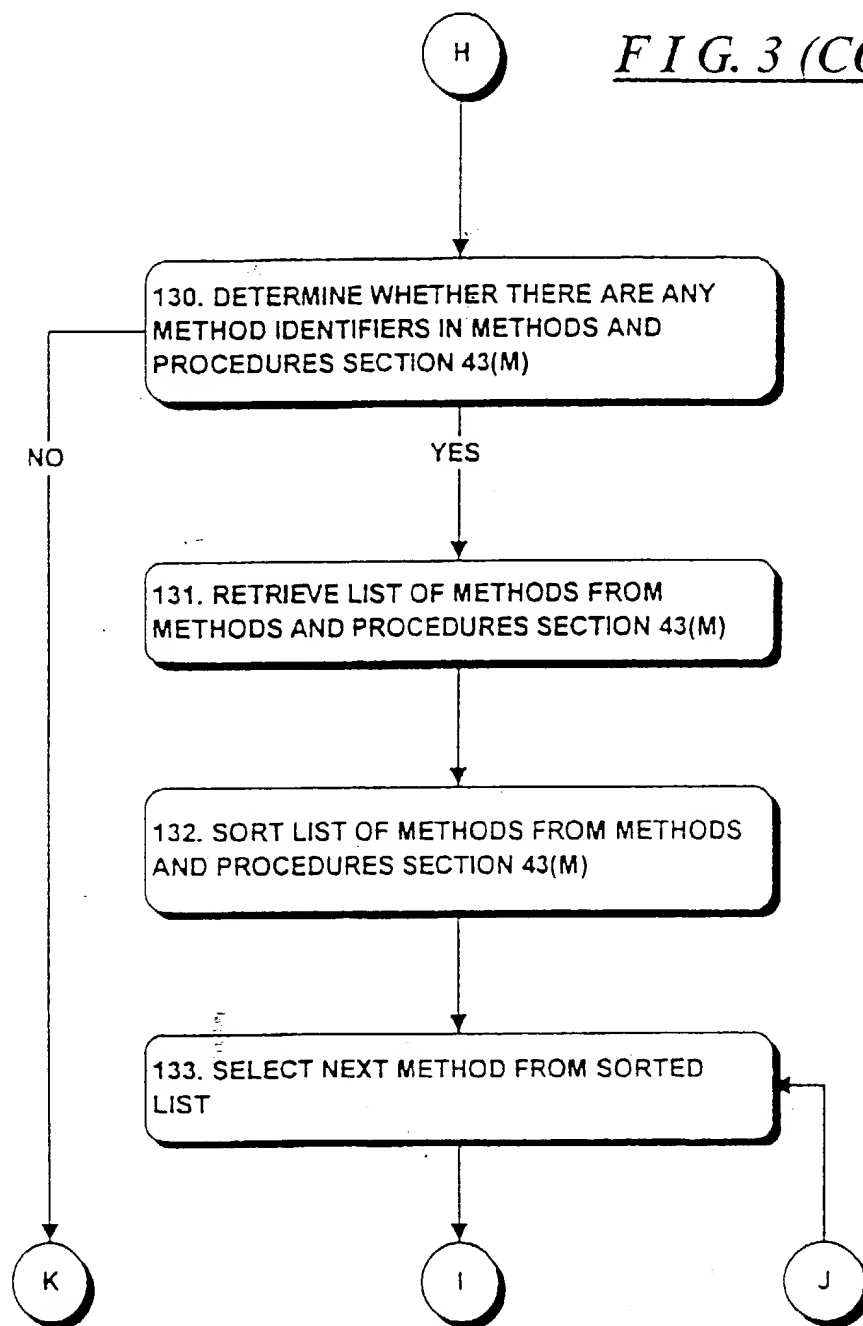 H
F I G. 3 (C
130. DETERMINE WHETHER THERE ARE ANY
METHOD IDENTIFIERS IN METHODS AND
PROCEDURES SECTION 43(M)
NO
YES
131. RETRIEVE LIST OF METHODS FROM
METHODS AND PROCEDURES SECTION 43(M)
132. SORT LIST OF METHODS FROM METHODS
AND PROCEDURES SECTION 43(M)
133. SELECT NEXT METHOD FROM SORTED
LIST
K
I
J